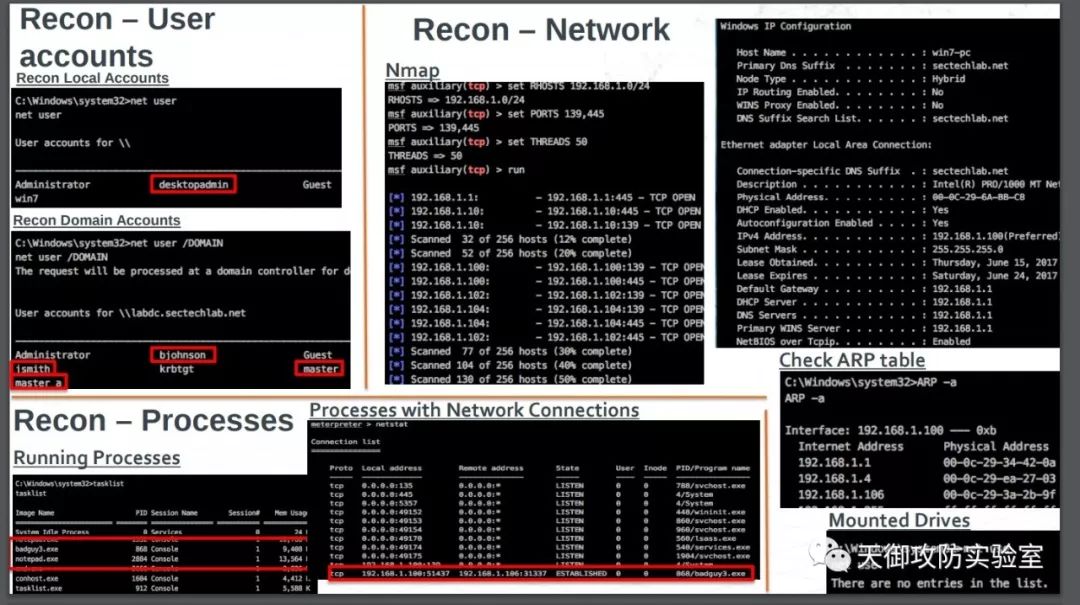 Recon – User
accounts
Recon Local Accounts
C:\Windows\system32>net user
net user
User accounts for \\
Administrator desktopadmin Guest
win7
Recon Domain Accounts
C:\Windows\system32>net user /DOMAIN
net user /DOMAIN
The request will be processed at a domain controller for do
User accounts for \\labdc.sectechlab.net
Administrator bjohnson Guest
jsmith krbtgt master
master_a
Recon – Network
Nmap
msf auxiliary(tcp) > set RHOSTS 192.168.1.0/24
RHOSTS => 192.168.1.0/24
msf auxiliary(tcp) > set PORTS 139,445
PORTS => 139,445
msf auxiliary(tcp) > set THREADS 50
THREADS => 50
msf auxiliary(tcp) > run
[*] 192.168.1.1: - 192.168.1.1:445 - TCP OPEN
[*] 192.168.1.10: - 192.168.1.10:445 - TCP OPEN
[*] 192.168.1.10: - 192.168.1.10:139 - TCP OPEN
[*] Scanned 32 of 256 hosts (12% complete)
[*] Scanned 52 of 256 hosts (20% complete)
[*] 192.168.1.100: - 192.168.1.100:139 - TCP OPEN
[*] 192.168.1.100: - 192.168.1.100:445 - TCP OPEN
[*] 192.168.1.102: - 192.168.1.102:139 - TCP OPEN
[*] 192.168.1.104: - 192.168.1.104:139 - TCP OPEN
[*] 192.168.1.104: - 192.168.1.104:445 - TCP OPEN
[*] 192.168.1.102: - 192.168.1.102:445 - TCP OPEN
[*] Scanned 77 of 256 hosts (30% complete)
[*] Scanned 104 of 256 hosts (40% complete)
[*] Scanned 130 of 256 hosts (50% complete)
Windows IP Configuration
Host Name . . . . . . . . . . . . : win7-pc
Primary Dns Suffix . . . . . . . : sectechlab.net
Node Type . . . . . . . . . . . . : Hybrid
IP Routing Enabled. . . . . . . . : No
WINS Proxy Enabled. . . . . . . . : No
DNS Suffix Search List. . . . . . : sectechlab.net
Ethernet adapter Local Area Connection:
Connection-specific DNS Suffix . : sectechlab.net
Description . . . . . . . . . . . : Intel(R) PRO/1000 MT Net
Physical Address. . . . . . . . . : 00-0C-29-6A-BB-C8
DHCP Enabled. . . . . . . . . . . : Yes
Autoconfiguration Enabled . . . . : Yes
IPv4 Address. . . . . . . . . . . : 192.168.1.100(Preferred)
Subnet Mask . . . . . . . . . . . : 255.255.255.0
Lease Obtained. . . . . . . . . . : Thursday, June 15, 2017
Lease Expires . . . . . . . . . . : Saturday, June 24, 2017
Default Gateway . . . . . . . . . : 192.168.1.1
DHCP Server . . . . . . . . . . . : 192.168.1.1
DNS Servers . . . . . . . . . . . : 192.168.1.1
Primary WINS Server . . . . . . . : 192.168.1.1
NetBIOS over Tcpip. . . . . . . . : Enabled
Check ARP table
C:\Windows\system32>ARP -a
ARP -a
Interface: 192.168.1.100 --- 0xb
Internet Address Physical Address
192.168.1.1 00-0c-29-34-42-0a
192.168.1.4 00-0c-29-ea-27-03
192.168.1.106 00-0c-29-3a-2b-9f
Mounted Drives
There are no entries in the list.
天御攻防实验室
Recon – Processes
Running Processes
C:\Windows\system32>tasklist
tasklist
Image Name PID Session Name Session# Mem Usage
System Idle Process 0 Services
badguy3.exe 868 Console 1 9,408
notepad.exe 2804 Console 1
conhost.exe 1604 Console 1 4,412
tasklist.exe 912 Console 1 5,588
Processes with Network Connections
meterpreter > netstat
Connection list
Proto Local address Remote address State User Inode PID/Program name
tcp 0.0.0.0:135 0.0.0.0:* LISTEN 0 0 788/svchost.exe
tcp 0.0.0.0:445 0.0.0.0:* LISTEN 0 0 4/System
tcp 0.0.0.0:5357 0.0.0.0:* LISTEN 0 0 4/System
tcp 0.0.0.0:49152 0.0.0.0:* LISTEN 0 0 440/wininit.exe
tcp 0.0.0.0:49153 0.0.0.0:* LISTEN 0 0 860/svchost.exe
tcp 0.0.0.0:49154 0.0.0.0:* LISTEN 0 0 960/svchost.exe
tcp 0.0.0.0:49170 0.0.0.0:* LISTEN 0 0 560/lsass.exe
tcp 0.0.0.0:49174 0.0.0.0:* LISTEN 0 0 540/services.exe
tcp 0.0.0.0:49175 0.0.0.0:* LISTEN 0 0 1904/svchost.exe
tcp 192.168.1.100:51437 192.168.1.106:31337 ESTABLISHED 0 0 868/badguy3.exe